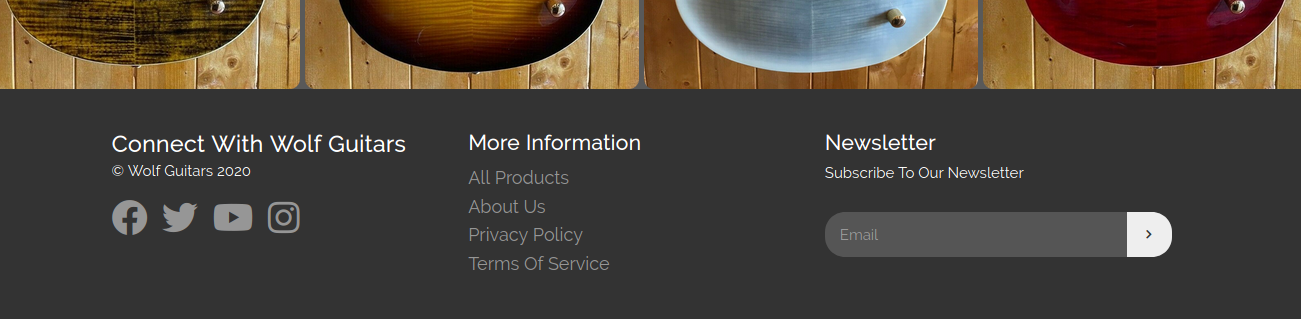 Connect With Wolf Guitars
© Wolf Guitars 2020
More Information
All Products
About Us
Privacy Policy
Terms Of Service
Newsletter
Subscribe To Our Newsletter
Email